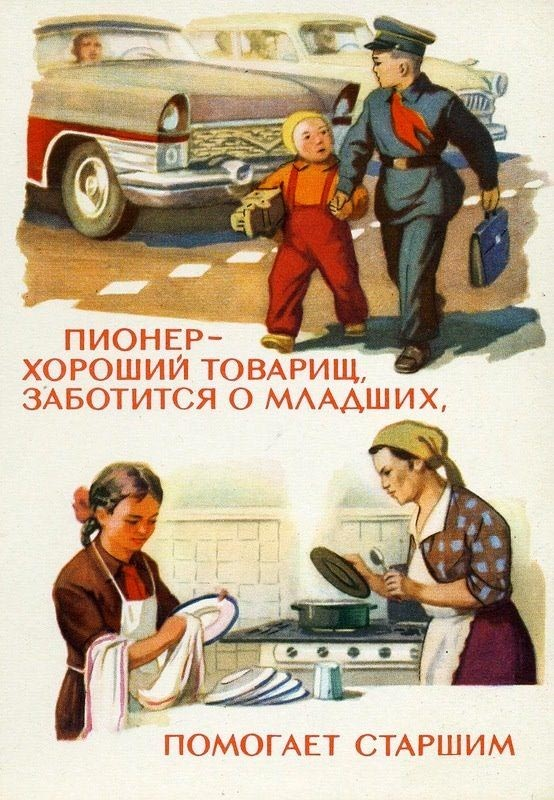 ПИОНЕР-
ХОРОШИЙ ТОВАРИЩ,
ЗАБОТИТСЯ О МЛАДШИХ,
ПОМОГАЕТ СТАРШИМ